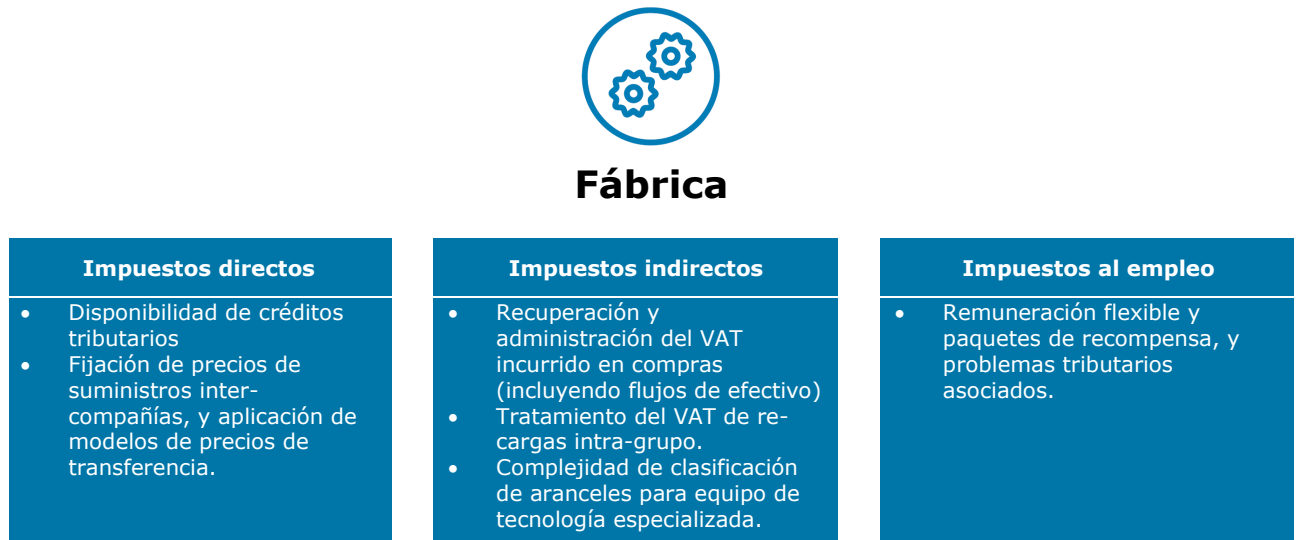 Fábrica
Impuestos directos
• Disponibilidad de créditos
tributarios
• Fijación de precios de
suministros inter-
compañías, y aplicación de
modelos de precios de
transferencia.
Impuestos indirectos
• Recuperación y
administración del VAT
incurrido en compras
(incluyendo flujos de efectivo)
• Tratamiento del VAT de re-
cargas intra-grupo.
• Complejidad de clasificación
de aranceles para equipo de
tecnología especializada.
Impuestos al empleo
• Remuneración flexible y
paquetes de recompensa, y
problemas tributarios
asociados.